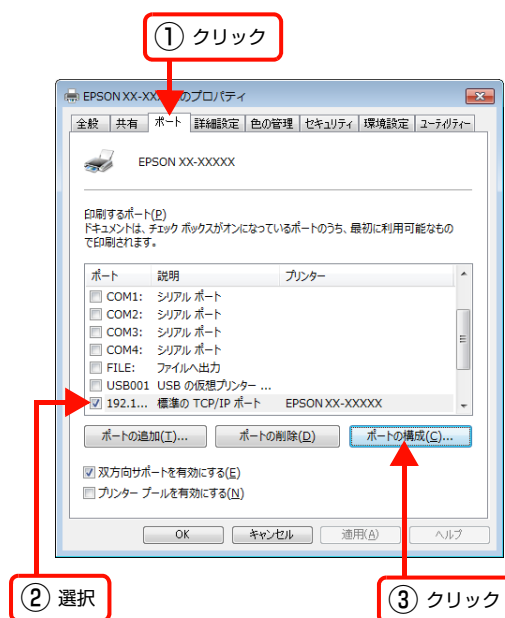 ① クリック
EPSON XX-XXXXXのプロパティ
全般 共有 ポート 詳細設定 色の管理 セキュリティ 環境設定 ユーティリティー
EPSON XX-XXXXX
印刷するポート(P)
ドキュメントは、チェック ボックスがオンになっているポートのうち、最初に利用可能なもの
で印刷されます。
ポート 説明 プリンター
COM1: シリアル ポート
COM2: シリアル ポート
COM3: シリアル ポート
COM4: シリアル ポート
FILE: ファイルへ出力
USB001 USB の仮想プリンター ...
192.1... 標準の TCP/IP ポート EPSON XX-XXXXX
ポートの追加(T)... ポートの削除(D) ポートの構成(C)...
双方向サポートを有効にする(E)
プリンター プールを有効にする(N)
OK キャンセル 適用(A) ヘルプ
② 選択
③ クリック